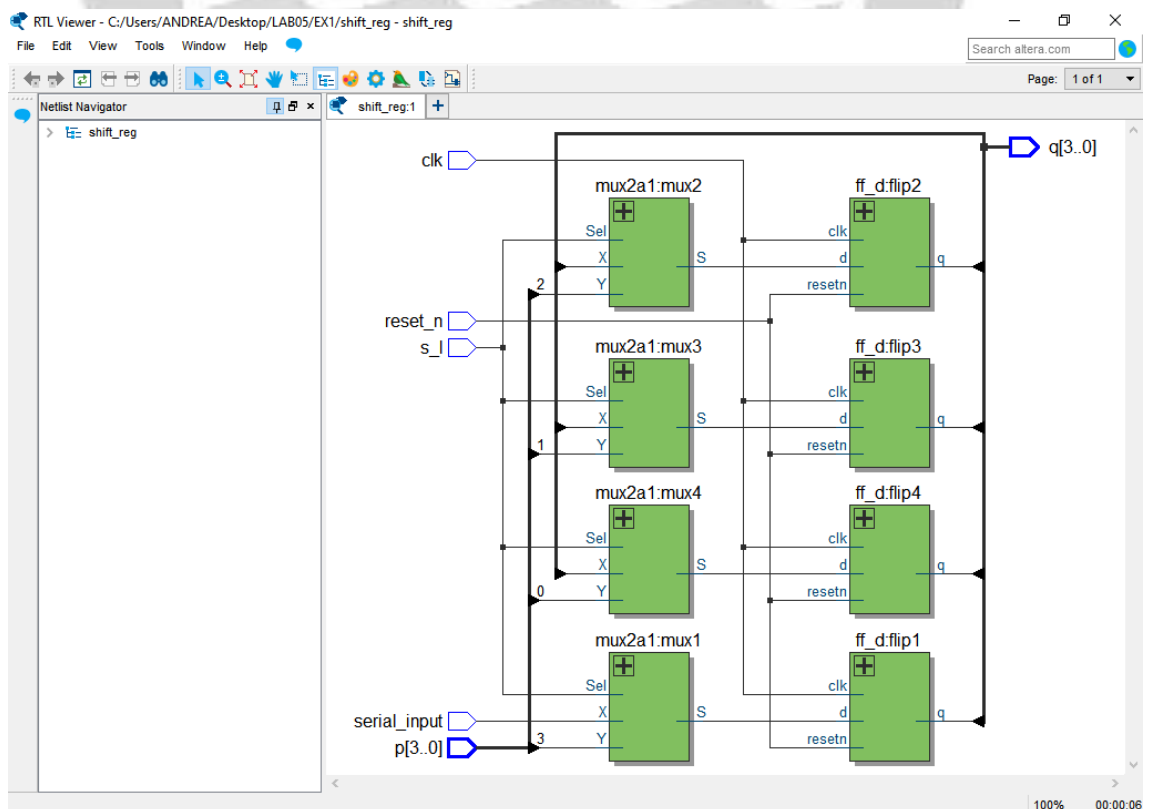 RTL Viewer - C:/Users/ANDREA/Desktop/LAB05/EX1/shift_reg - shift_reg
File Edit View Tools Window Help
Search altera.com
Page: 1 of 1
Netlist Navigator
shift_reg:1
shift_reg
q[3..0]
clk
mux2a1:mux2
ff_d:flip2
Sel
clk
X
S
d
q
2
Y
resetn
reset_n
s_l
mux2a1:mux3
ff_d:flip3
Sel
clk
X
S
d
q
1
Y
resetn
mux2a1:mux4
ff_d:flip4
Sel
clk
X
S
d
q
0
Y
resetn
mux2a1:mux1
ff_d:flip1
Sel
clk
serial_input
X
S
d
q
p[3..0]
3
Y
resetn
100% 00:00:06